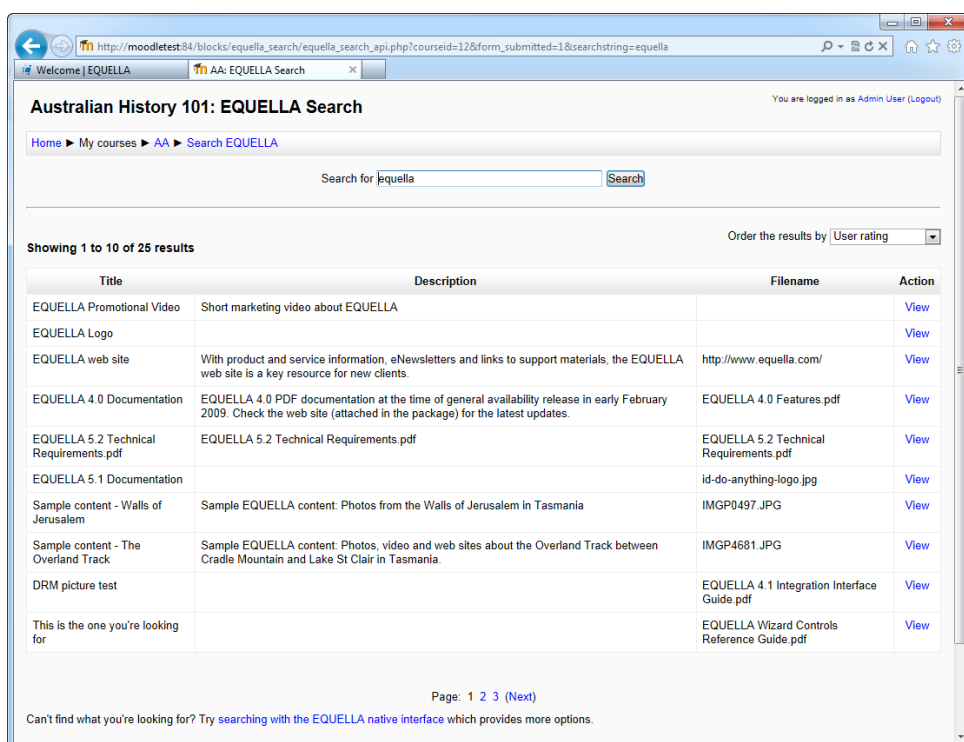 http://moodletest:84/blocks/equella_search/equella_search_api.php?courseid=12&form_submitted=1&searchstring=equella
Welcome | EQUELLA
AA: EQUELLA Search
Australian History 101: EQUELLA Search
You are logged in as Admin User (Logout)
Home ► My courses ► AA ► Search EQUELLA
Search for equella Search
Order the results by User rating
Showing 1 to 10 of 25 results
Title Description Filename Action
EQUELLA Promotional Video Short marketing video about EQUELLA View
EQUELLA Logo View
EQUELLA web site With product and service information, eNewsletters and links to support materials, the EQUELLA http://www.equella.com/ View
web site is a key resource for new clients.
EQUELLA 4.0 Documentation EQUELLA 4.0 PDF documentation at the time of general availability release in early February EQUELLA 4.0 Features.pdf View
2009. Check the web site (attached in the package) for the latest updates.
EQUELLA 5.2 Technical EQUELLA 5.2 Technical Requirements.pdf EQUELLA 5.2 Technical View
Requirements.pdf Requirements.pdf
EQUELLA 5.1 Documentation id-do-anything-logo.jpg View
Sample content - Walls of Sample EQUELLA content: Photos from the Walls of Jerusalem in Tasmania IMGP0497.JPG View
Jerusalem
Sample content - The Sample EQUELLA content: Photos, video and web sites about the Overland Track between IMGP4681.JPG View
Overland Track Cradle Mountain and Lake St Clair in Tasmania.
DRM picture test EQUELLA 4.1 Integration Interface View
Guide.pdf
This is the one you're looking EQUELLA Wizard Controls View
for Reference Guide.pdf
Page: 1 2 3 (Next)
Can't find what you're looking for? Try searching with the EQUELLA native interface which provides more options.